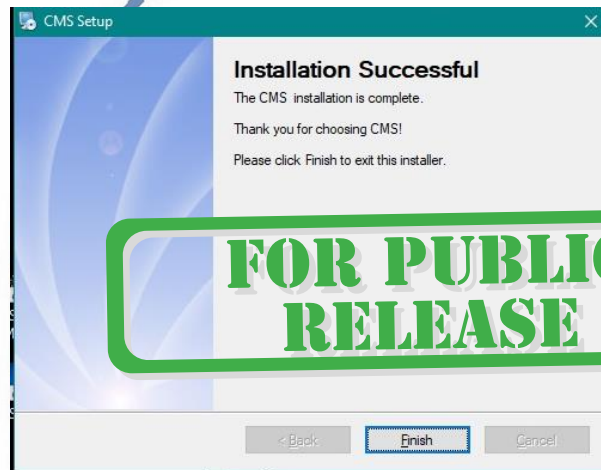 CMS Setup
Installation Successful
The CMS installation is complete.
Thank you for choosing CMS!
Please click Finish to exit this installer.
FOR PUBLIC
RELEASE
< Back
Finish
Cancel